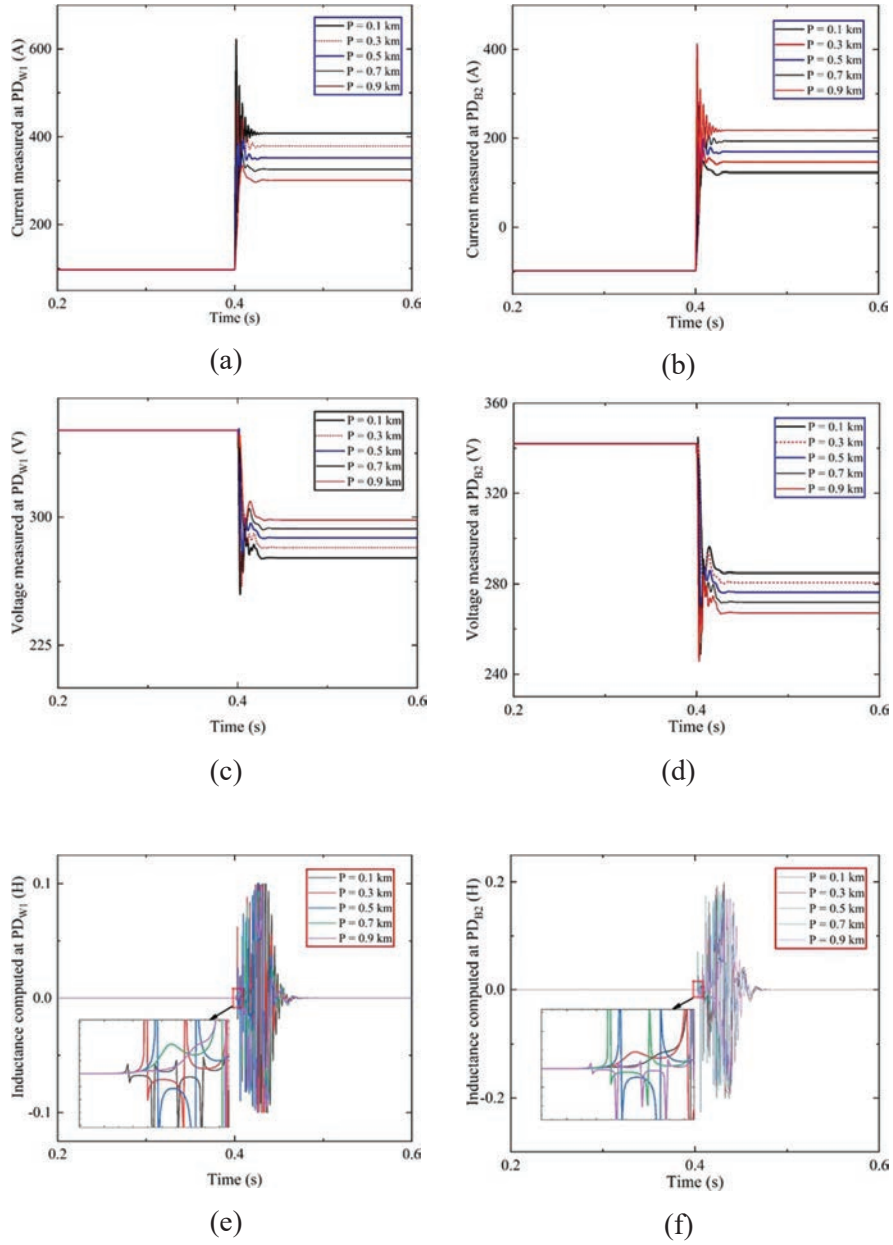 Current measured at PD_W1 (A)
600
400
200
P = 0.1 km
P = 0.3 km
P = 0.5 km
P = 0.7 km
P = 0.9 km
0.2
0.4
0.6
Time (s)
(a)
Current measured at PD_B2 (A)
400
200
0
P = 0.1 km
P = 0.3 km
P = 0.5 km
P = 0.7 km
P = 0.9 km
0.2
0.4
0.6
Time (s)
(b)
Voltage measured at PD_W1 (V)
300
225
P = 0.1 km
P = 0.3 km
P = 0.5 km
P = 0.7 km
P = 0.9 km
0.2
0.4
0.6
Time (s)
(c)
Voltage measured at PD_B2 (V)
360
320
280
240
P = 0.1 km
P = 0.3 km
P = 0.5 km
P = 0.7 km
P = 0.9 km
0.2
0.4
0.6
Time (s)
(d)
Inductance computed at PD_W1 (H)
0.1
0.0
-0.1
P = 0.1 km
P = 0.3 km
P = 0.5 km
P = 0.7 km
P = 0.9 km
0.2
0.4
0.6
Time (s)
(e)
Inductance computed at PD_B2 (H)
0.2
0.0
-0.2
P = 0.1 km
P = 0.3 km
P = 0.5 km
P = 0.7 km
P = 0.9 km
0.2
0.4
0.6
Time (s)
(f)